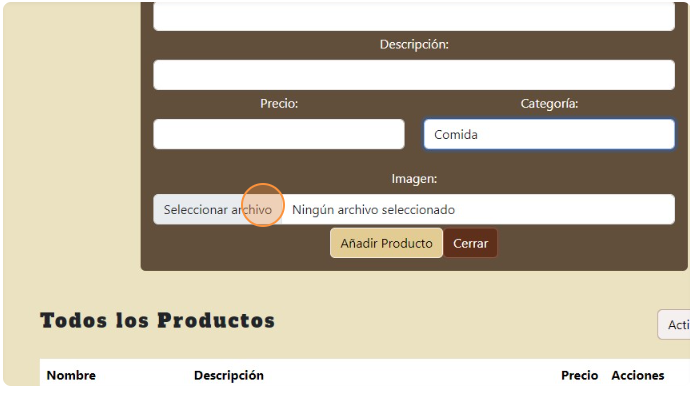 Descripción:
Precio: Categoría:
Comida
Imagen:
Seleccionar archivo Ningún archivo seleccionado
Añadir Producto Cerrar
Todos los Productos
Acti
Nombre Descripción Precio Acciones